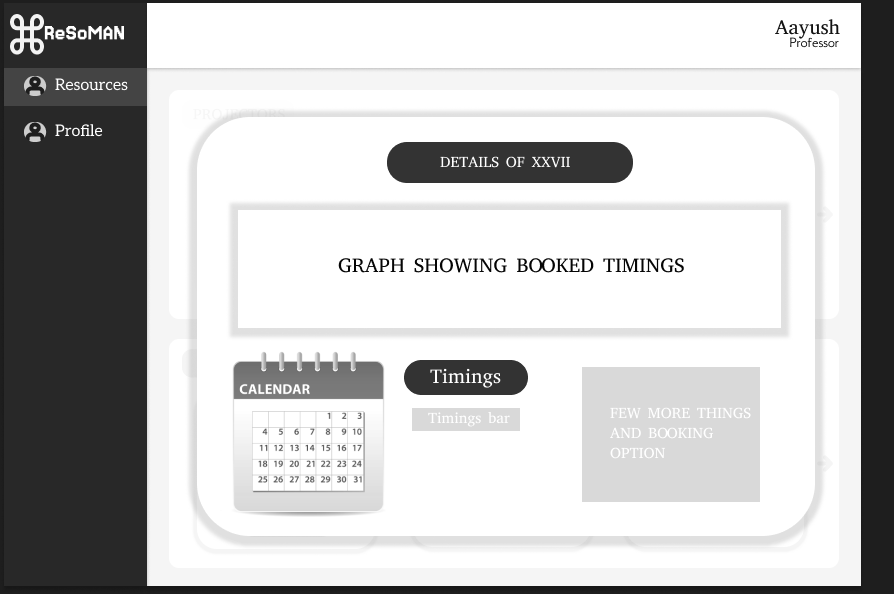 ReSoMAN
Aayush
Professor
Resources
Profile
PROJECTORS
DETAILS OF XXVII
GRAPH SHOWING BOOKED TIMINGS
CALENDAR
1 2 3
4 5 6 7 8 9 10
11 12 13 14 15 16 17
18 19 20 21 22 23 24
25 26 27 28 29 30 31
Timings
Timings bar
FEW MORE THINGS
AND BOOKING
OPTION